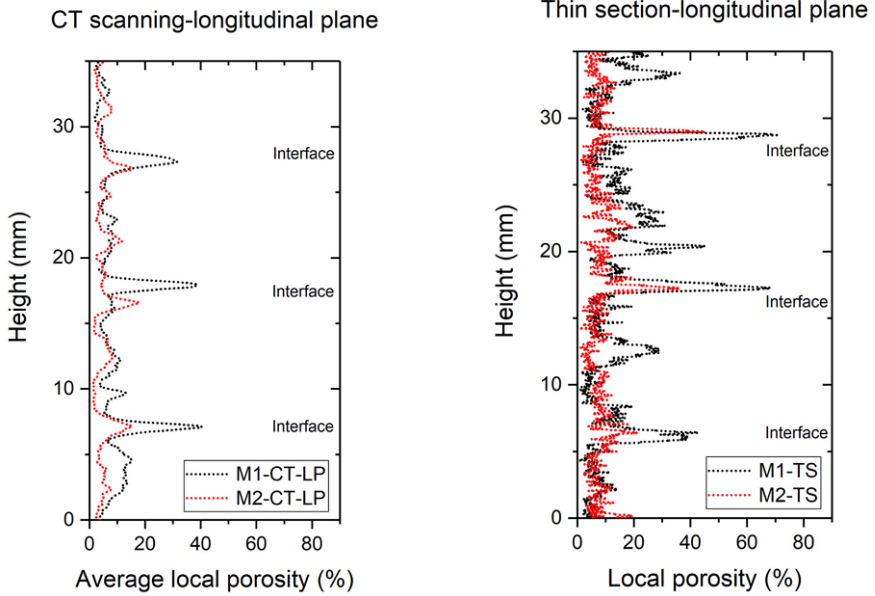 CT scanning-longitudinal plane
Height (mm)
30
20
10
0
Interface
Interface
Interface
M1-CT-LP
M2-CT-LP
0 20 40 60 80
Average local porosity (%)
Thin section-longitudinal plane
Height (mm)
30
20
10
0
Interface
Interface
Interface
M1-TS
M2-TS
0 20 40 60 80
Local porosity (%)